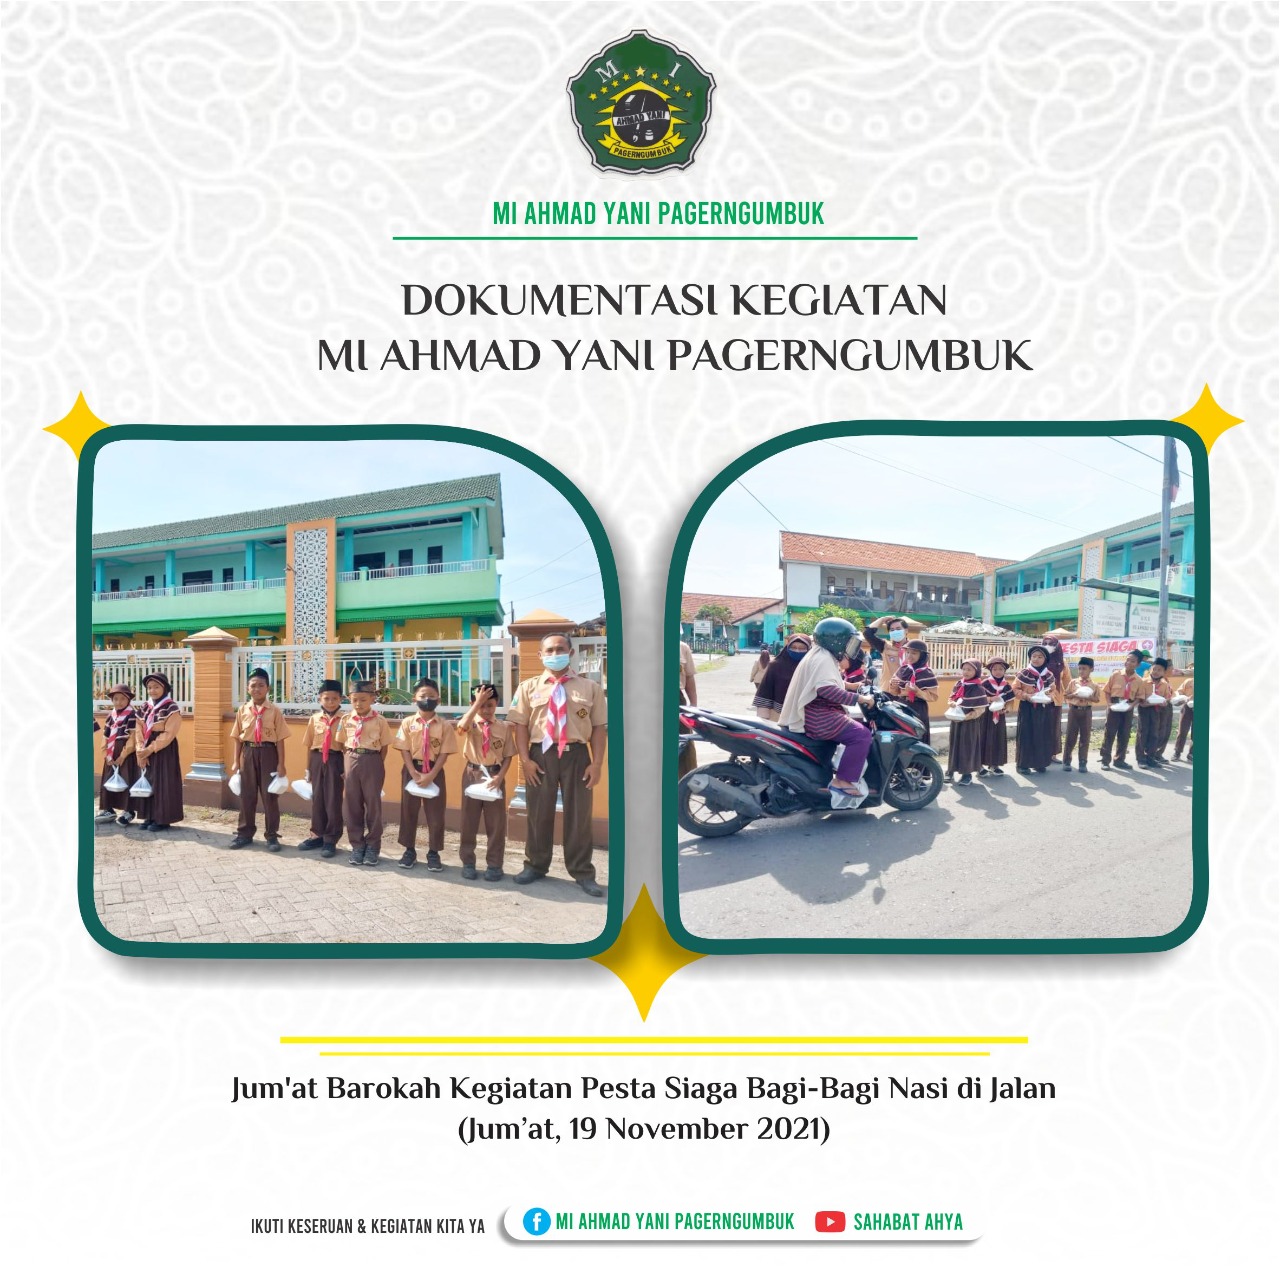 M I
AHMAD YANI
PAGERNGUMBUK
MI AHMAD YANI PAGERNGUMBUK
DOKUMENTASI KEGIATAN
MI AHMAD YANI PAGERNGUMBUK
PESTA SIAGA
Jum'at Barokah Kegiatan Pesta Siaga Bagi-Bagi Nasi di Jalan
(Jum’at, 19 November 2021)
IKUTI KESERUAN & KEGIATAN KITA YA
MI AHMAD YANI PAGERNGUMBUK
SAHABAT AHYA